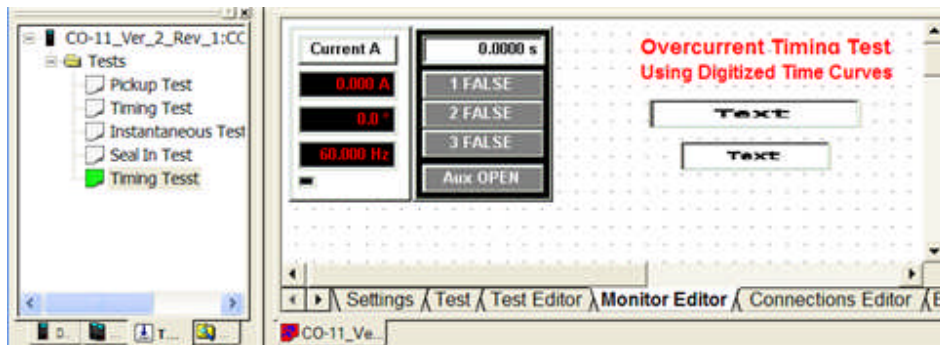 CO-11_Ver_2_Rev_1:CC
Tests
Pickup Test
Timing Test
Instantaneous Test
Seal In Test
Timing Tesst
Current A
0.000 A
0.0 °
60.000 Hz
0.0000 s
1 FALSE
2 FALSE
3 FALSE
Aux OPEN
Overcurrent Timing Test
Using Digitized Time Curves
Text
Text
Settings Test Test Editor Monitor Editor Connections Editor
D... ... T... ...
CO-11_Ve...